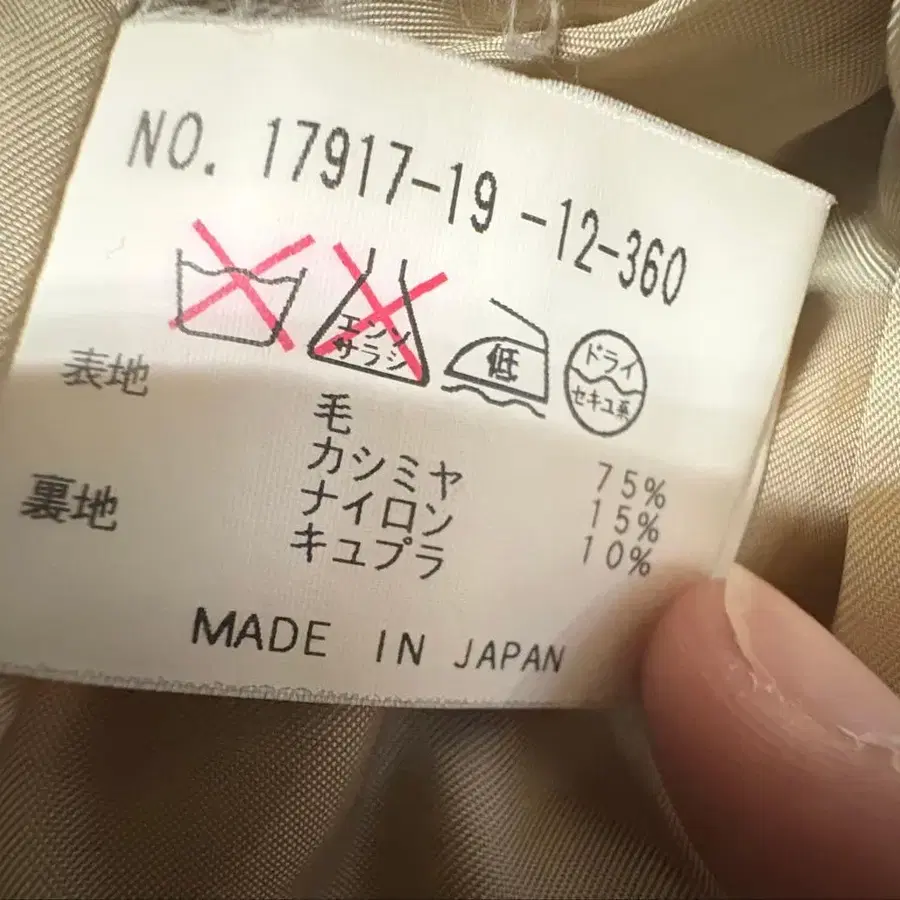 NO. 17917-19-12-360
エンソ
サラシ
低
ドライ
セキユ系
表地
毛 75%
カシミヤ 15%
ナイロン 10%
裏地 キュプラ
MADE IN JAPAN